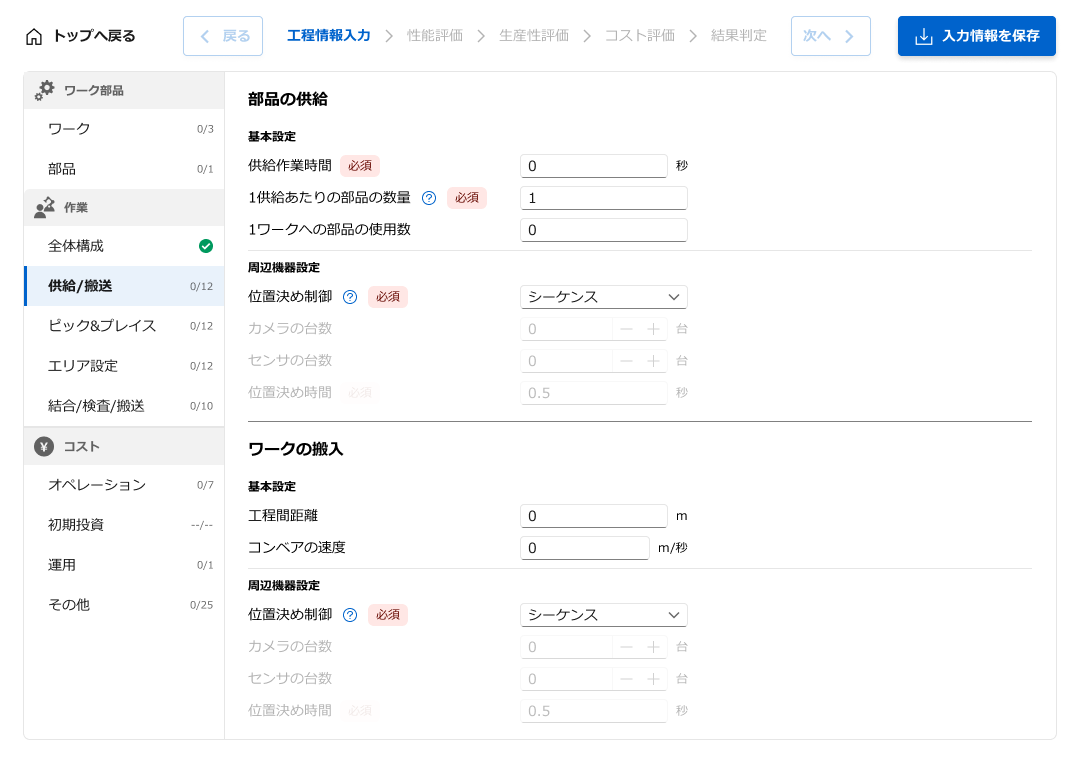 トップへ戻る 戻る 工程情報入力 性能評価 生産性評価 コスト評価 結果判定 次へ 入力情報を保存
ワーク部品
ワーク 0/3
部品 0/1
作業
全体構成
供給/搬送 0/12
ピック&プレイス 0/12
エリア設定 0/12
結合/検査/搬送 0/10
¥ コスト
オペレーション 0/7
初期投資 --/--
運用 0/1
その他 0/25
部品の供給
基本設定
供給作業時間 必須 0 秒
1供給あたりの部品の数量 ? 必須 1
1ワークへの部品の使用数 0
周辺機器設定
位置決め制御 ? 必須 シーケンス
カメラの台数 0 − + 台
センサの台数 0 − + 台
位置決め時間 必須 0.5 秒
ワークの搬入
基本設定
工程間距離 0 m
コンベアの速度 0 m/秒
周辺機器設定
位置決め制御 ? 必須 シーケンス
カメラの台数 0 − + 台
センサの台数 0 − + 台
位置決め時間 必須 0.5 秒